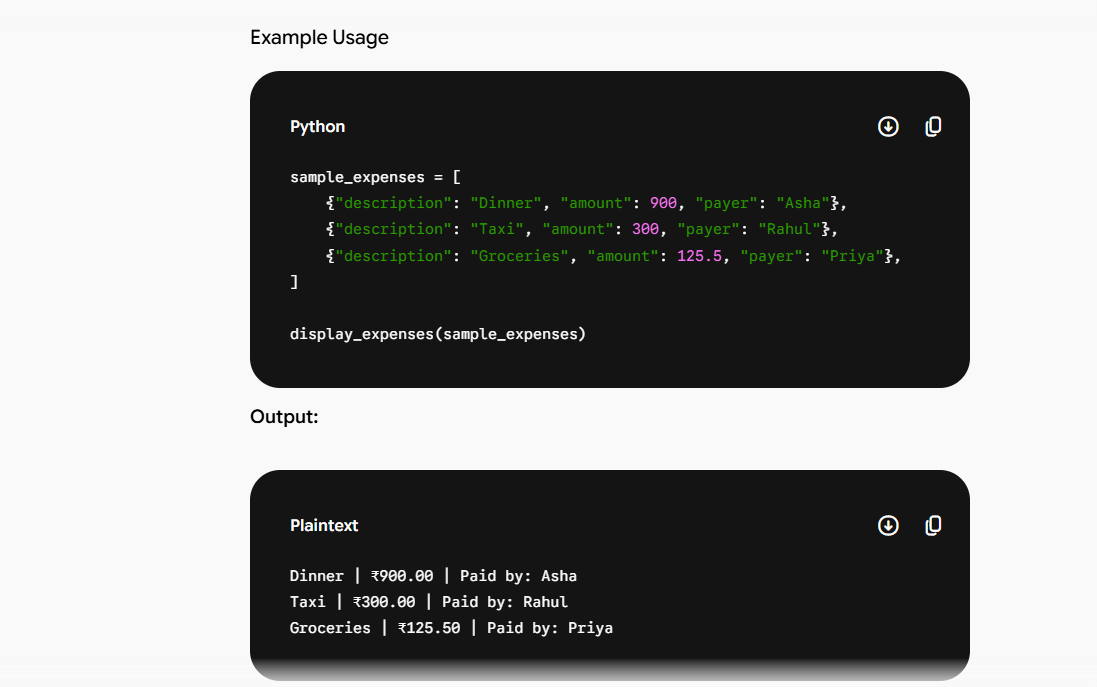 Example Usage
Python
sample_expenses = [
    {"description": "Dinner", "amount": 900, "payer": "Asha"},
    {"description": "Taxi", "amount": 300, "payer": "Rahul"},
    {"description": "Groceries", "amount": 125.5, "payer": "Priya"},
]
display_expenses(sample_expenses)
Output:
Plaintext
Dinner | ₹900.00 | Paid by: Asha
Taxi | ₹300.00 | Paid by: Rahul
Groceries | ₹125.50 | Paid by: Priya